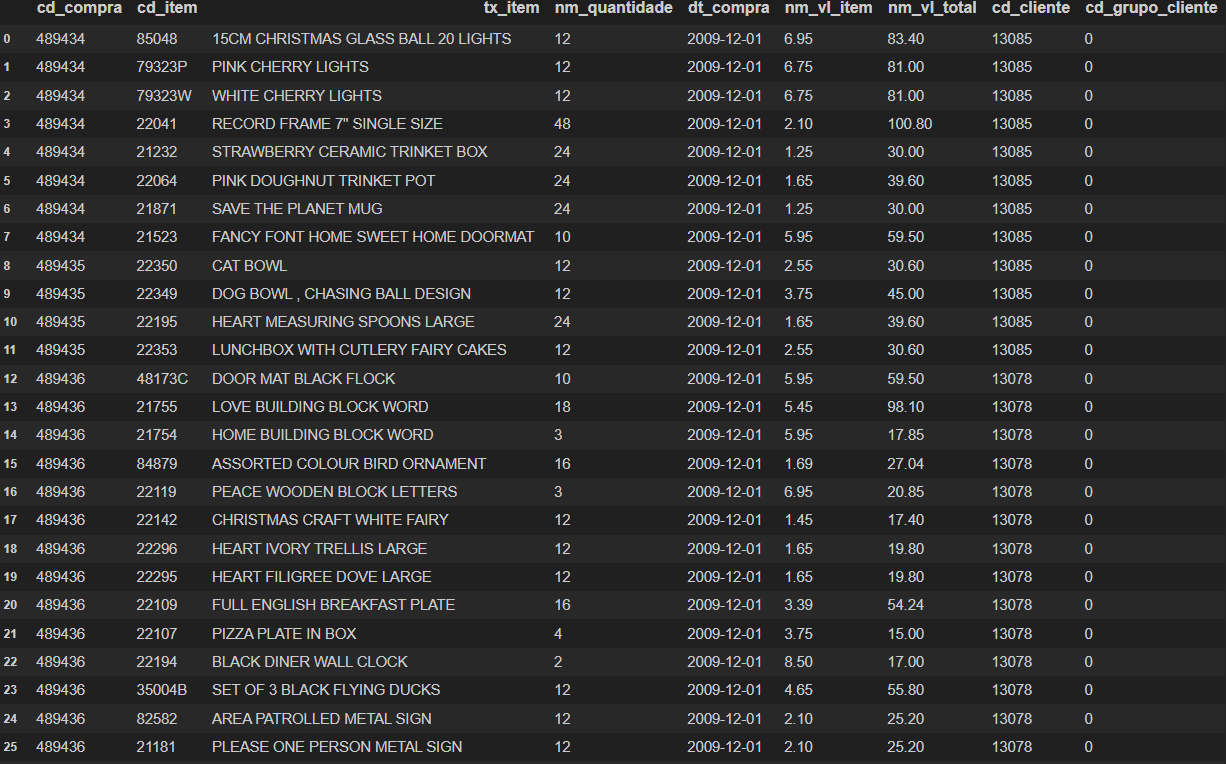 cd_compra cd_item tx_item nm_quantidade dt_compra nm_vl_item nm_vl_total cd_cliente cd_grupo_cliente
0 489434 85048 15CM CHRISTMAS GLASS BALL 20 LIGHTS 12 2009-12-01 6.95 83.40 13085 0
1 489434 79323P PINK CHERRY LIGHTS 12 2009-12-01 6.75 81.00 13085 0
2 489434 79323W WHITE CHERRY LIGHTS 12 2009-12-01 6.75 81.00 13085 0
3 489434 22041 RECORD FRAME 7" SINGLE SIZE 48 2009-12-01 2.10 100.80 13085 0
4 489434 21232 STRAWBERRY CERAMIC TRINKET BOX 24 2009-12-01 1.25 30.00 13085 0
5 489434 22064 PINK DOUGHNUT TRINKET POT 24 2009-12-01 1.65 39.60 13085 0
6 489434 21871 SAVE THE PLANET MUG 24 2009-12-01 1.25 30.00 13085 0
7 489434 21523 FANCY FONT HOME SWEET HOME DOORMAT 10 2009-12-01 5.95 59.50 13085 0
8 489435 22350 CAT BOWL 12 2009-12-01 2.55 30.60 13085 0
9 489435 22349 DOG BOWL , CHASING BALL DESIGN 12 2009-12-01 3.75 45.00 13085 0
10 489435 22195 HEART MEASURING SPOONS LARGE 24 2009-12-01 1.65 39.60 13085 0
11 489435 22353 LUNCHBOX WITH CUTLERY FAIRY CAKES 12 2009-12-01 2.55 30.60 13085 0
12 489436 48173C DOOR MAT BLACK FLOCK 10 2009-12-01 5.95 59.50 13078 0
13 489436 21755 LOVE BUILDING BLOCK WORD 18 2009-12-01 5.45 98.10 13078 0
14 489436 21754 HOME BUILDING BLOCK WORD 3 2009-12-01 5.95 17.85 13078 0
15 489436 84879 ASSORTED COLOUR BIRD ORNAMENT 16 2009-12-01 1.69 27.04 13078 0
16 489436 22119 PEACE WOODEN BLOCK LETTERS 3 2009-12-01 6.95 20.85 13078 0
17 489436 22142 CHRISTMAS CRAFT WHITE FAIRY 12 2009-12-01 1.45 17.40 13078 0
18 489436 22296 HEART IVORY TRELLIS LARGE 12 2009-12-01 1.65 19.80 13078 0
19 489436 22295 HEART FILIGREE DOVE LARGE 12 2009-12-01 1.65 19.80 13078 0
20 489436 22109 FULL ENGLISH BREAKFAST PLATE 16 2009-12-01 3.39 54.24 13078 0
21 489436 22107 PIZZA PLATE IN BOX 4 2009-12-01 3.75 15.00 13078 0
22 489436 22194 BLACK DINER WALL CLOCK 2 2009-12-01 8.50 17.00 13078 0
23 489436 35004B SET OF 3 BLACK FLYING DUCKS 12 2009-12-01 4.65 55.80 13078 0
24 489436 82582 AREA PATROLLED METAL SIGN 12 2009-12-01 2.10 25.20 13078 0
25 489436 21181 PLEASE ONE PERSON METAL SIGN 12 2009-12-01 2.10 25.20 13078 0